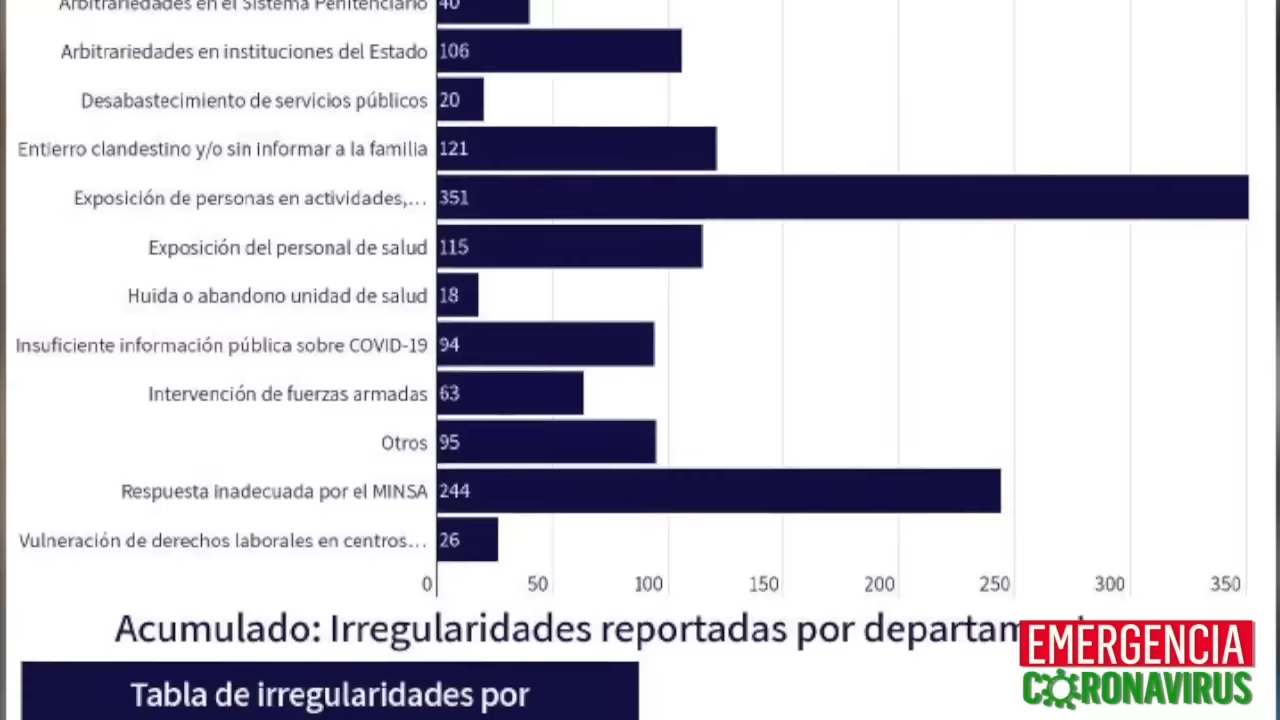 Arbitrariedades en el Sistema Penitenciario 40
Arbitrariedades en instituciones del Estado 106
Desabastecimiento de servicios públicos 20
Entierro clandestino y/o sin informar a la familia 121
Exposición de personas en actividades,... 351
Exposición del personal de salud 115
Huida o abandono unidad de salud 18
Insuficiente información pública sobre COVID-19 94
Intervención de fuerzas armadas 63
Otros 95
Respuesta inadecuada por el MINSA 244
Vulneración de derechos laborales en centros... 26
0 50 100 150 200 250 300 350
Acumulado: Irregularidades reportadas por
Tabla de irregularidades por
EMERGENCIA
CORONAVIRUS